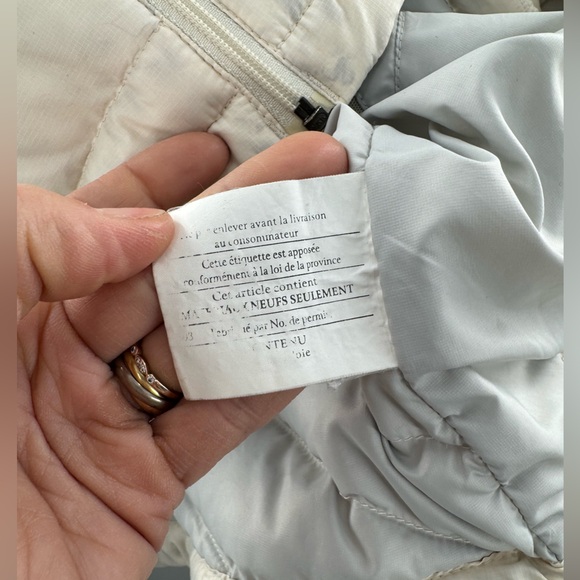 enlever avant la livraison
au consommateur
Cette étiquette est apposée
conformément à la loi de la province
Cet article contient
NEUFS SEULEMENT
par No. de permis